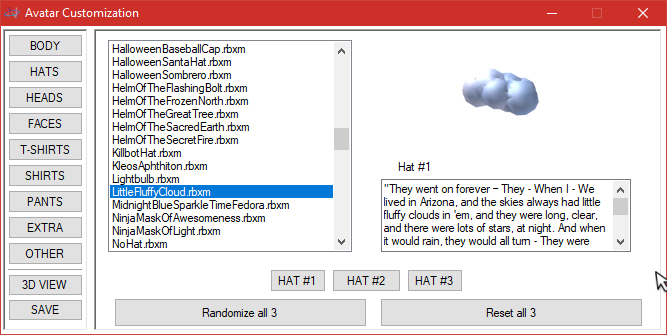 Avatar Customization
BODY
HATS
HEADS
FACES
T-SHIRTS
SHIRTS
PANTS
EXTRA
OTHER
3D VIEW
SAVE
HalloweenBaseballCap.rbxm
HalloweenSantaHat.rbxm
HalloweenSombrero.rbxm
HelmOfTheFlashingBolt.rbxm
HelmOfTheFrozenNorth.rbxm
HelmOfTheGreatTree.rbxm
HelmOfTheSacredEarth.rbxm
HelmOfTheSecretFire.rbxm
KillbotHat.rbxm
KleosAphthiton.rbxm
Lightbulb.rbxm
LittleFluffyCloud.rbxm
MidnightBlueSparkleTimeFedora.rbxm
NinjaMaskOfAwesomeness.rbxm
NinjaMaskOfLight.rbxm
NoHat.rbxm
Hat #1
"They went on forever – They - When I - We
lived in Arizona, and the skies always had little
fluffy clouds in 'em, and they were long, clear,
and there were lots of stars, at night. And when
it would rain, they would all turn - They were
HAT #1
HAT #2
HAT #3
Randomize all 3
Reset all 3